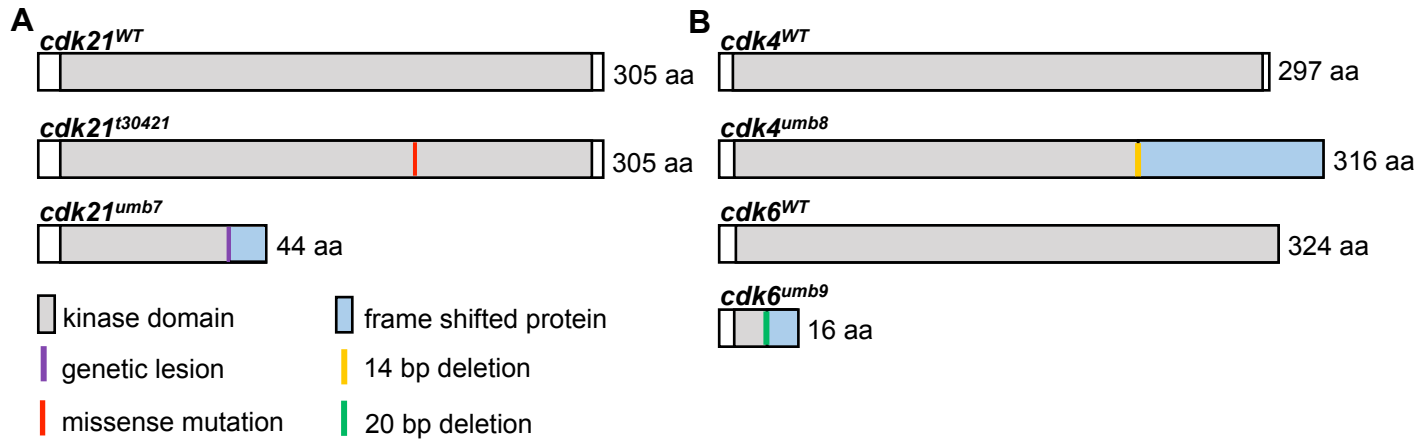 A
cdk21WT
305 aa
cdk21t30421
305 aa
cdk21umb7
44 aa
kinase domain
frame shifted protein
genetic lesion
14 bp deletion
missense mutation
20 bp deletion
B
cdk4WT
297 aa
cdk4umb8
316 aa
cdk6WT
324 aa
cdk6umb9
16 aa